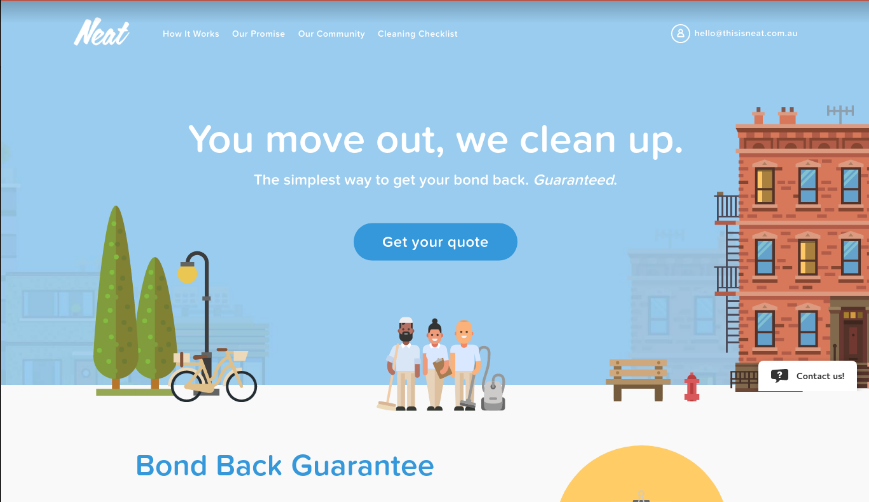 Neat
How It Works Our Promise Our Community Cleaning Checklist
hello@thisisneat.com.au
You move out, we clean up.
The simplest way to get your bond back. Guaranteed.
Get your quote
?
Contact us!
Bond Back Guarantee